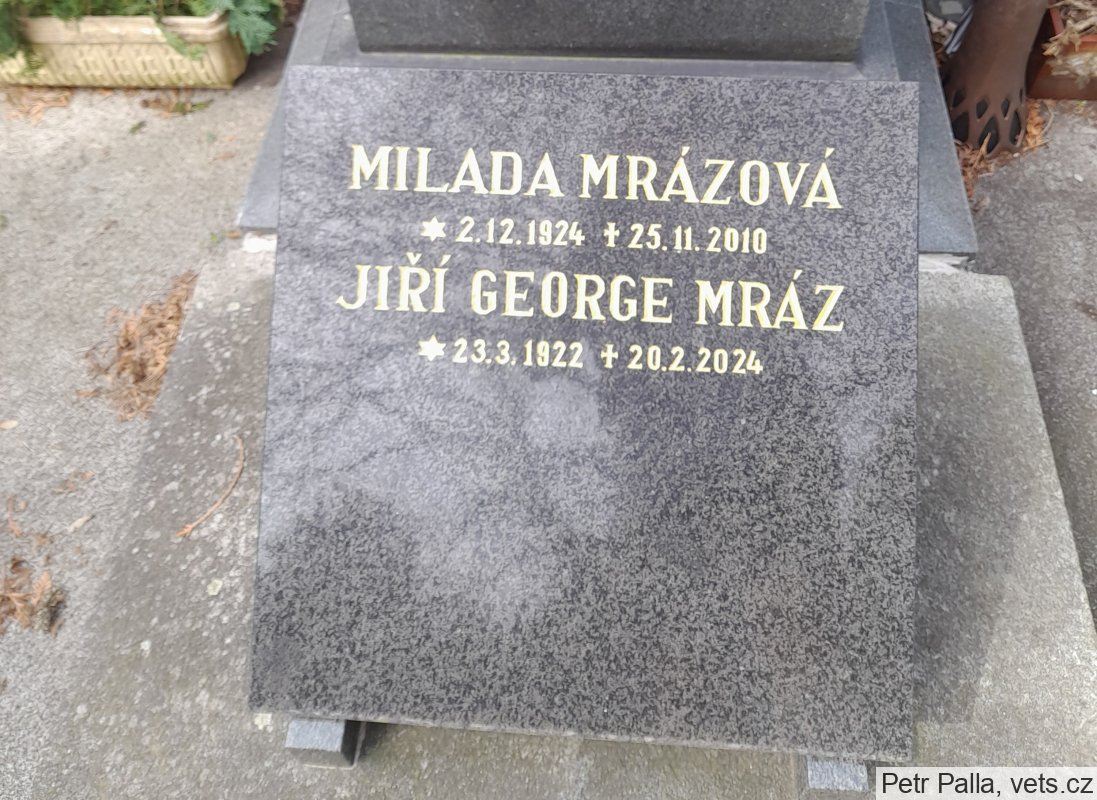 MILADA MRÁZOVÁ
✶ 2.12.1924 ✝ 25.11.2010
JIŘÍ GEORGE MRÁZ
✶ 23.3.1922 ✝ 20.2.2024
Petr Palla, vets.cz